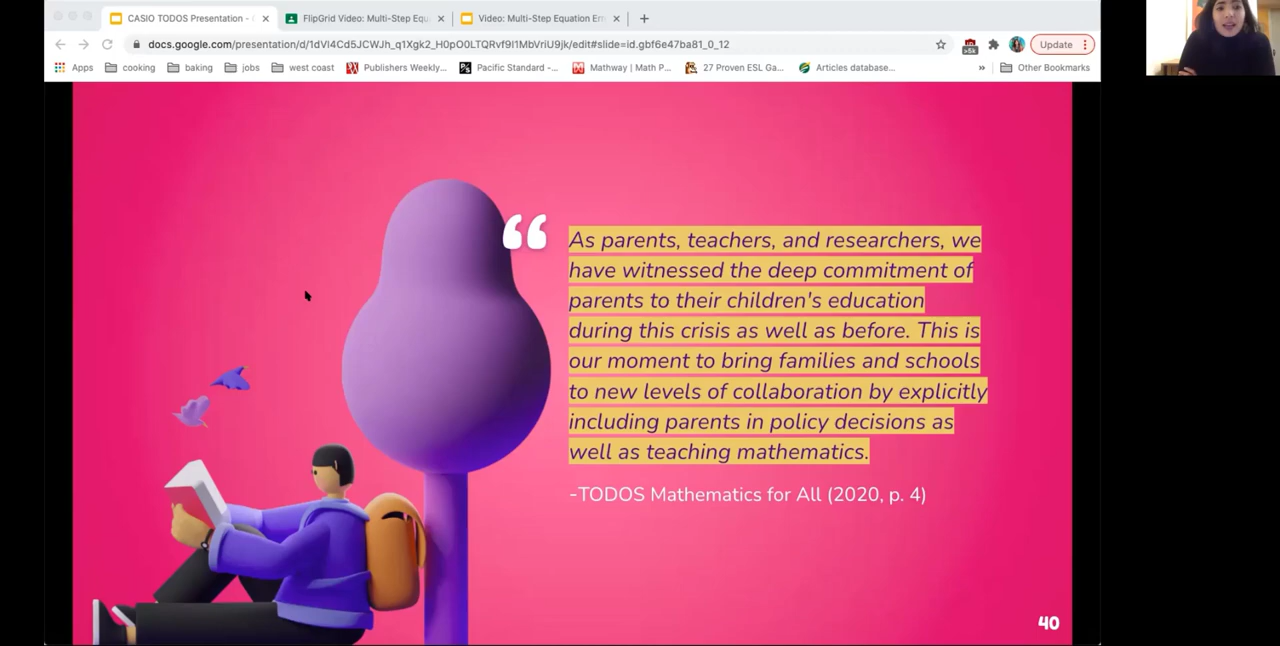 CASIO TODOS Presentation -
FlipGrid Video: Multi-Step Equ
Video: Multi-Step Equation Err
docs.google.com/presentation/d/1dVl4Cd5JCWJh_q1Xgk2_H0pO0LTQRvf9l1MbVriU9jk/edit#slide=id.gbf6e47ba81_0_12
Update
Apps
cooking
baking
jobs
west coast
Publishers Weekly...
Pacific Standard -...
Mathway | Math P...
27 Proven ESL Ga...
Articles database...
»
Other Bookmarks
“
As parents, teachers, and researchers, we
have witnessed the deep commitment of
parents to their children's education
during this crisis as well as before. This is
our moment to bring families and schools
to new levels of collaboration by explicitly
including parents in policy decisions as
well as teaching mathematics.
-TODOS Mathematics for All (2020, p. 4)
40